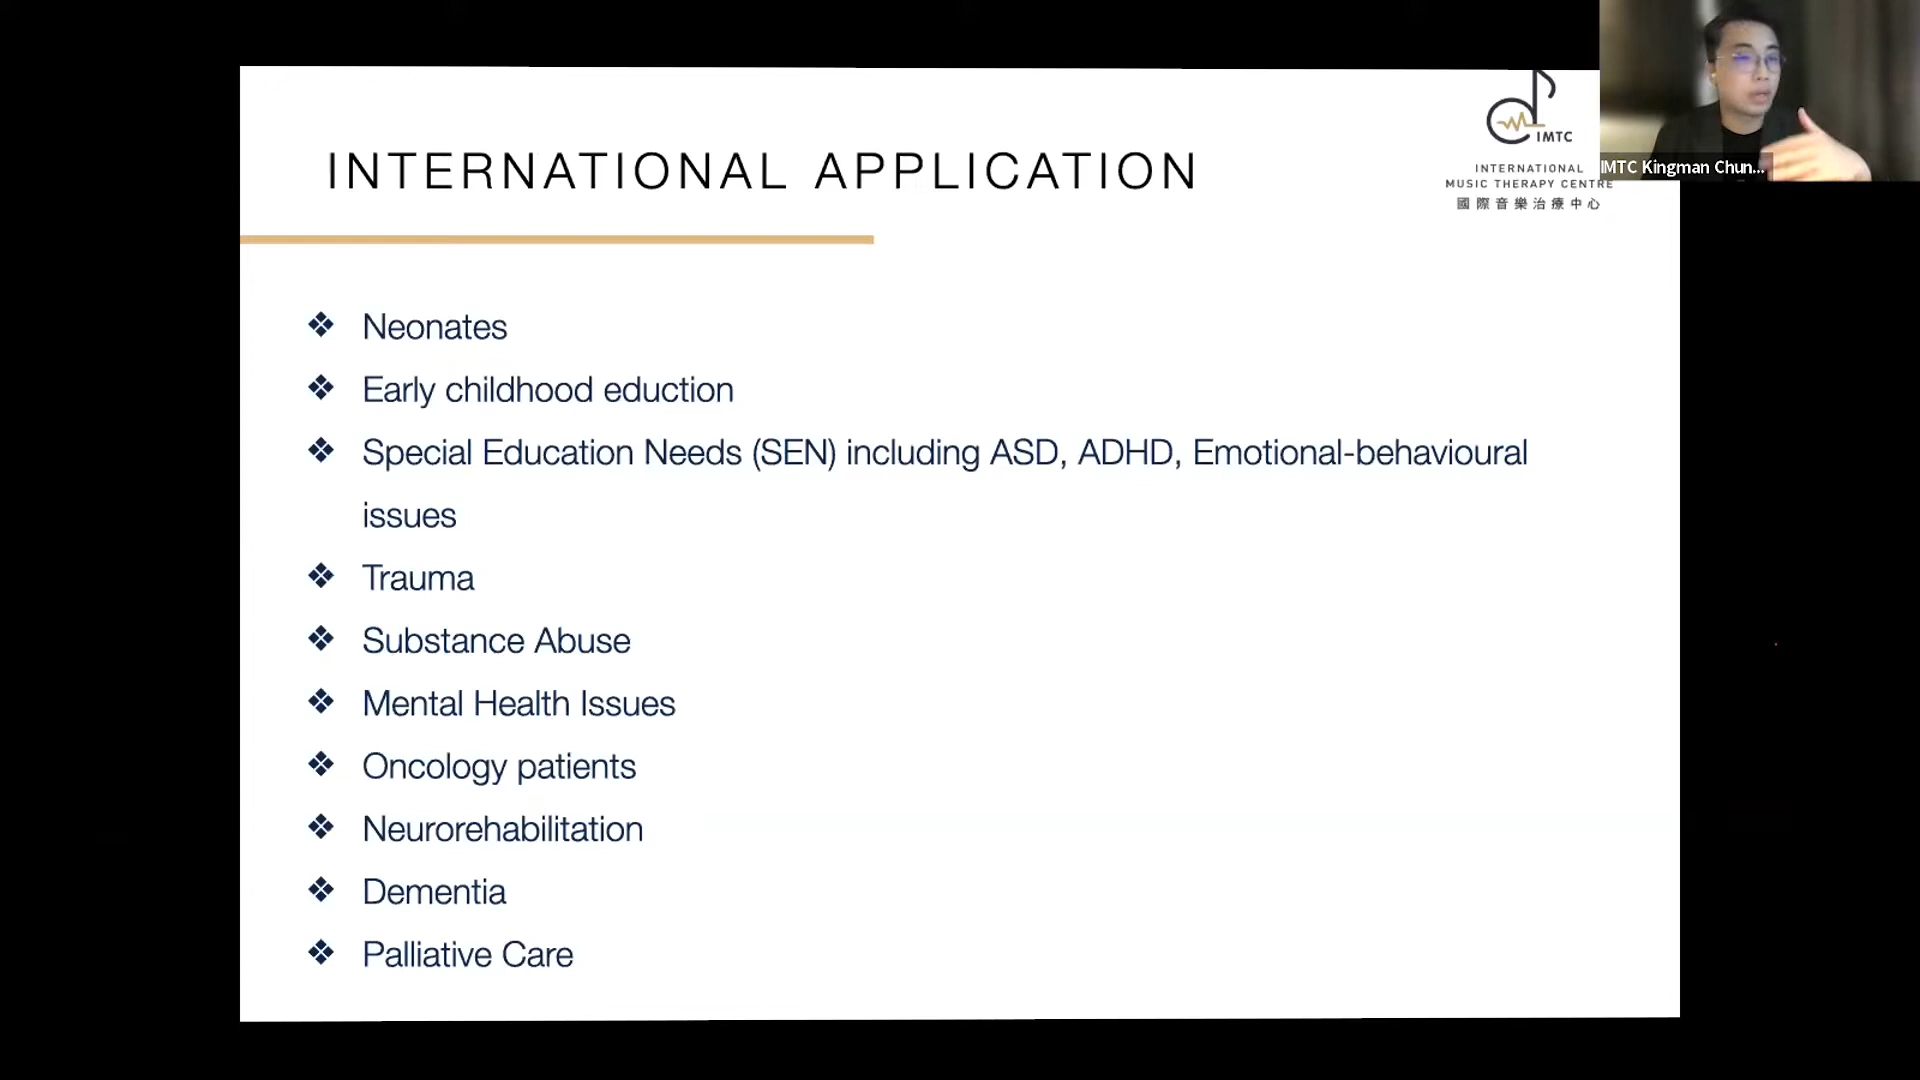 INTERNATIONAL APPLICATION
IMTC
INTERNATIONAL
MUSIC THERAPY CENTRE
國際音樂治療中心
IMTC Kingman Chun...
❖ Neonates
❖ Early childhood eduction
❖ Special Education Needs (SEN) including ASD, ADHD, Emotional-behavioural
issues
❖ Trauma
❖ Substance Abuse
❖ Mental Health Issues
❖ Oncology patients
❖ Neurorehabilitation
❖ Dementia
❖ Palliative Care